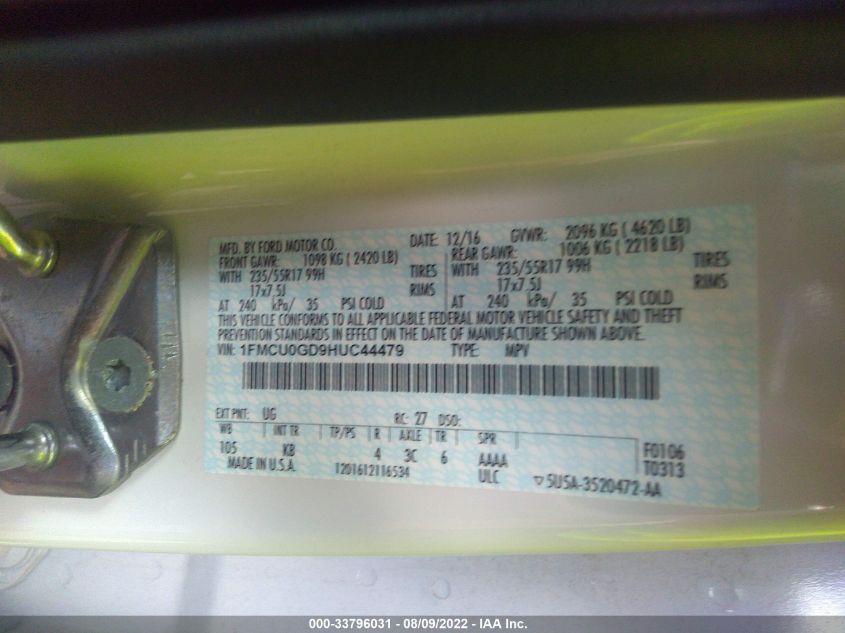 MFD. BY FORD MOTOR CO. DATE: 12/16 GVWR: 2096 KG ( 4620 LB)
FRONT GAWR: 1098 KG ( 2420 LB) REAR GAWR: 1006 KG ( 2218 LB)
WITH 235/55R17 99H TIRES WITH 235/55R17 99H TIRES
17x7.5J RIMS 17x7.5J RIMS
AT 240 kPa/ 35 PSI COLD AT 240 kPa/ 35 PSI COLD
THIS VEHICLE CONFORMS TO ALL APPLICABLE FEDERAL MOTOR VEHICLE SAFETY AND THEFT
PREVENTION STANDARDS IN EFFECT ON THE DATE OF MANUFACTURE SHOWN ABOVE.
VIN: 1FMCU0GD9HUC44479 TYPE: MPV
EXT PNT: UG RC: 27 DSO:
WB INT TR TP/PS R AXLE TR SPR F0106
105 KB 4 3C 6 AAAA T0313
MADE IN U.S.A. 1201612116534 ULC ▽5U5A-3520472-AA
000-33796031 - 08/09/2022 - IAA Inc.